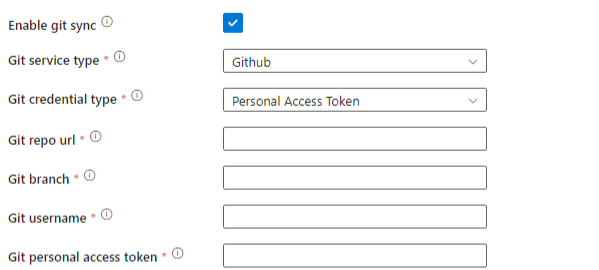 Enable git sync
Git service type * Github
Git credential type * Personal Access Token
Git repo url *
Git branch *
Git username *
Git personal access token *